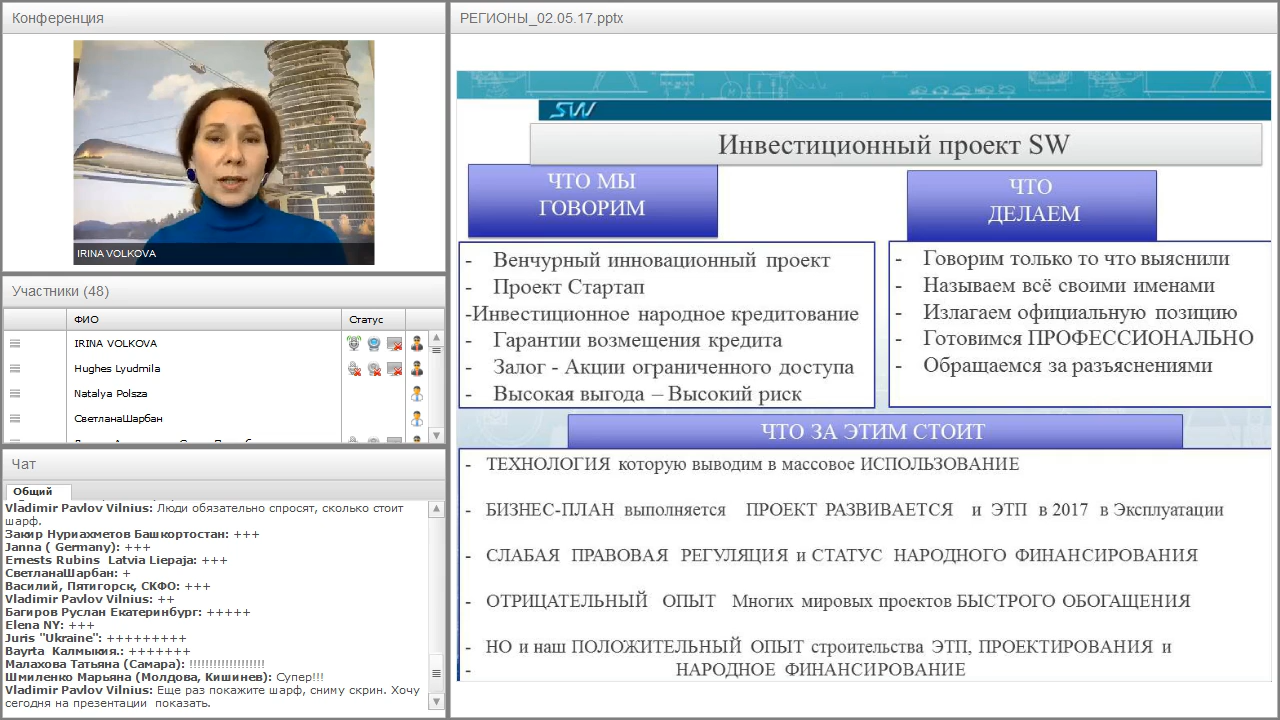 Конференция
IRINA VOLKOVA
Участники (48)
ФИО
Статус
IRINA VOLKOVA
Hughes Lyudmila
Natalya Polsza
СветланаШарбан
Чат
Общий
Vladimir Pavlov Vilnius: Люди обязательно спросят, сколько стоит
шарф.
Закир Нуриахметов Башкортостан: +++
Janna ( Germany): +++
Ernests Rubins Latvia Liepaja: +++
СветланаШарбан: +
Василий, Пятигорск, СКФО: +++
Vladimir Pavlov Vilnius: ++
Багиров Руслан Екатеринбург: +++++
Elena NY: +++
Juris "Ukraine": +++++++++
Bayrta Калмыкия.: +++++++
Малахова Татьяна (Самара): !!!!!!!!!!!!!!!!!!!
Шмиленко Марьяна (Молдова, Кишинев): Супер!!!
Vladimir Pavlov Vilnius: Еще раз покажите шарф, сниму скрин. Хочу
сегодня на презентации показать.
РЕГИОНЫ_02.05.17.pptx
SW
Инвестиционный проект SW
ЧТО МЫ
ГОВОРИМ
- Венчурный инновационный проект
- Проект Стартап
-Инвестиционное народное кредитование
- Гарантии возмещения кредита
- Залог - Акции ограниченного доступа
- Высокая выгода – Высокий риск
ЧТО
ДЕЛАЕМ
- Говорим только то что выяснили
- Называем всё своими именами
- Излагаем официальную позицию
- Готовимся ПРОФЕССИОНАЛЬНО
- Обращаемся за разъяснениями
ЧТО ЗА ЭТИМ СТОИТ
- ТЕХНОЛОГИЯ которую выводим в массовое ИСПОЛЬЗОВАНИЕ
- БИЗНЕС-ПЛАН выполняется ПРОЕКТ РАЗВИВАЕТСЯ и ЭТП в 2017 в Эксплуатации
- СЛАБАЯ ПРАВОВАЯ РЕГУЛЯЦИЯ и СТАТУС НАРОДНОГО ФИНАНСИРОВАНИЯ
- ОТРИЦАТЕЛЬНЫЙ ОПЫТ Многих мировых проектов БЫСТРОГО ОБОГАЩЕНИЯ
- НО и наш ПОЛОЖИТЕЛЬНЫЙ ОПЫТ строительства ЭТП, ПРОЕКТИРОВАНИЯ и
- НАРОДНОЕ ФИНАНСИРОВАНИЕ